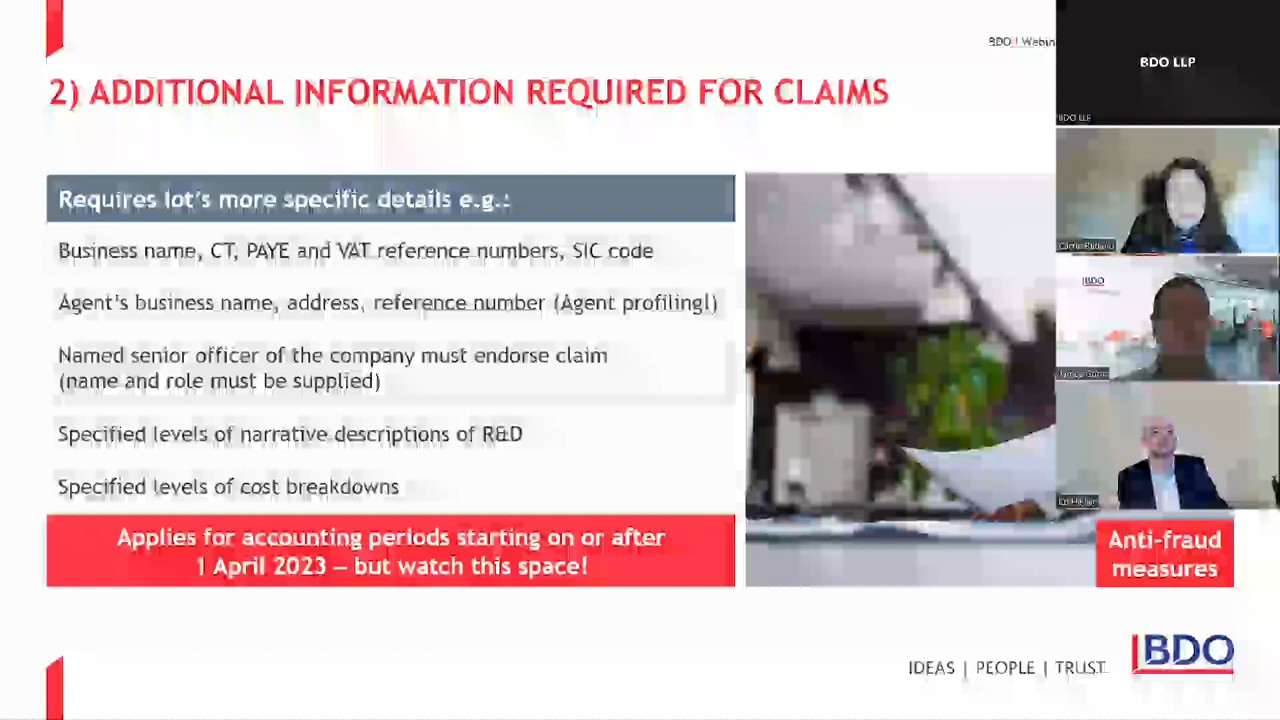 BDO | Webin
BDO LLP
BDO LLP
2) ADDITIONAL INFORMATION REQUIRED FOR CLAIMS
Requires lot's more specific details e.g.:
Business name, CT, PAYE and VAT reference numbers, SIC code
Agent's business name, address, reference number (Agent profiling!)
Named senior officer of the company must endorse claim
(name and role must be supplied)
Specified levels of narrative descriptions of R&D
Specified levels of cost breakdowns
Applies for accounting periods starting on or after
1 April 2023 – but watch this space!
BDO
Anti-fraud
measures
IDEAS | PEOPLE | TRUST
BDO